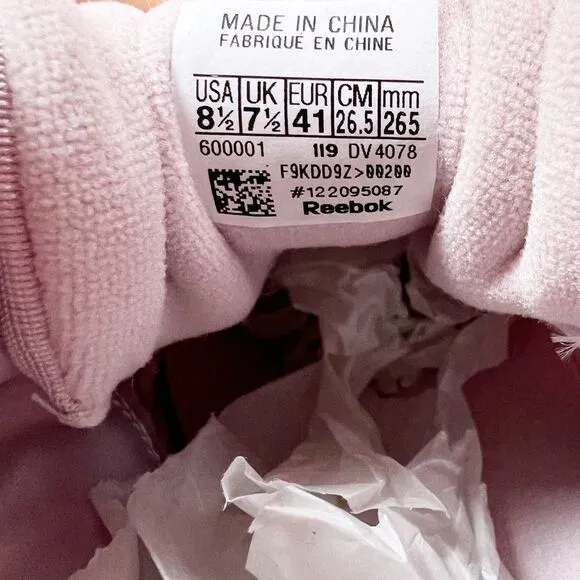 MADE IN CHINA
FABRIQUÉ EN CHINE
USA UK EUR CM mm
8½ 7½ 41 26.5 265
600001 119 DV4078
F9KDD9Z>00200
#122095087
Reebok